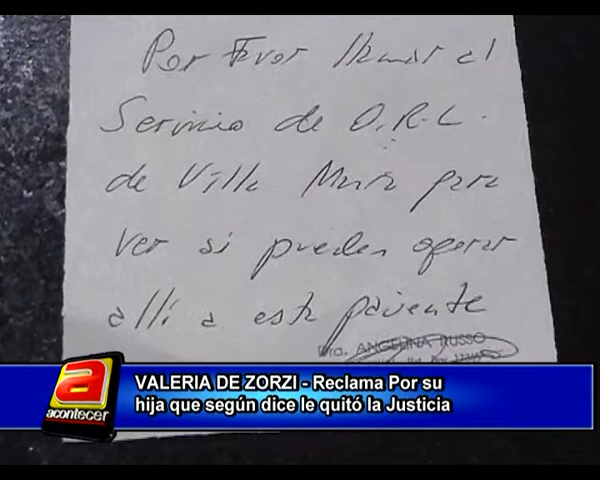 Por Favor llamar al
Servicio de O.R.L.
de Villa María para
ver si pueden operar
allí a esta paciente
Dra. ANGELINA RUSSO
VALERIA DE ZORZI - Reclama Por su
hija que según dice le quitó la Justicia
a
acontecer